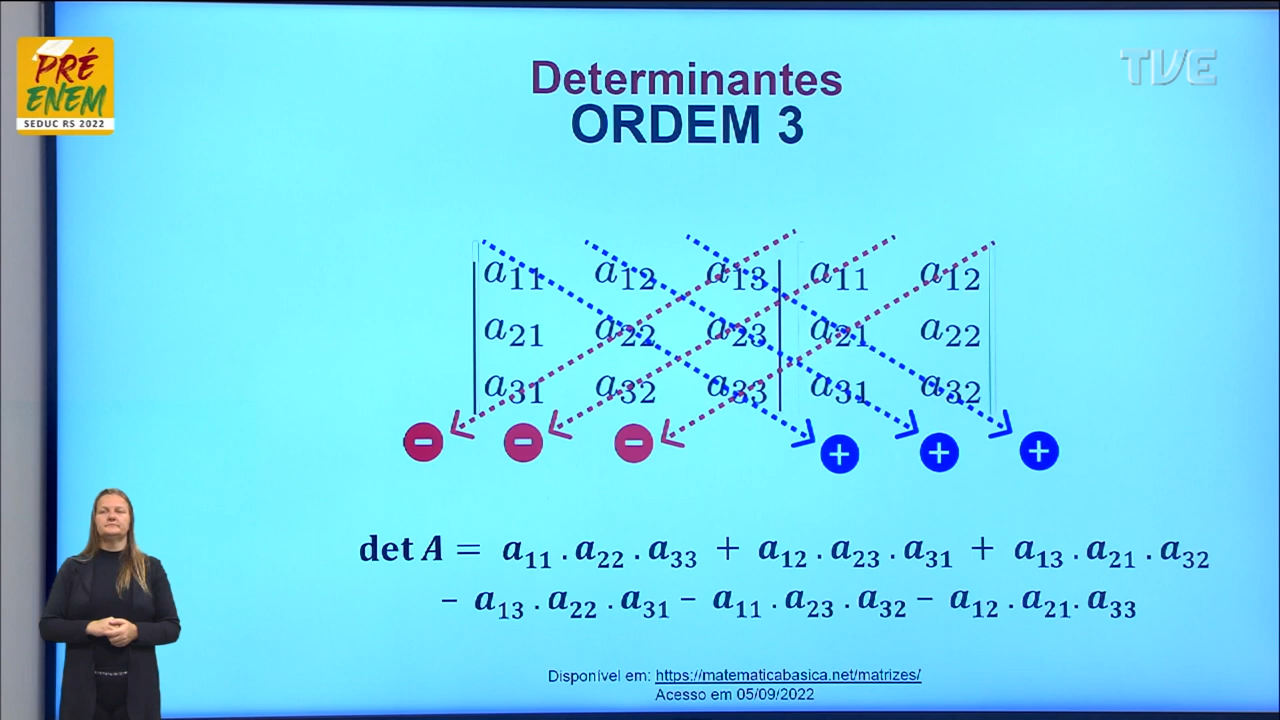 PRÉ
ENEM
SEDUC RS 2022
TVE
Determinantes
ORDEM 3
a11 a12 a13 a11 a12
a21 a22 a23 a21 a22
a31 a32 a33 a31 a32
− − − + + +
det A = a11 . a22 . a33 + a12 . a23 . a31 + a13 . a21 . a32
− a13 . a22 . a31 − a11 . a23 . a32 − a12 . a21 . a33
Disponível em: https://matematicabasica.net/matrizes/
Acesso em 05/09/2022